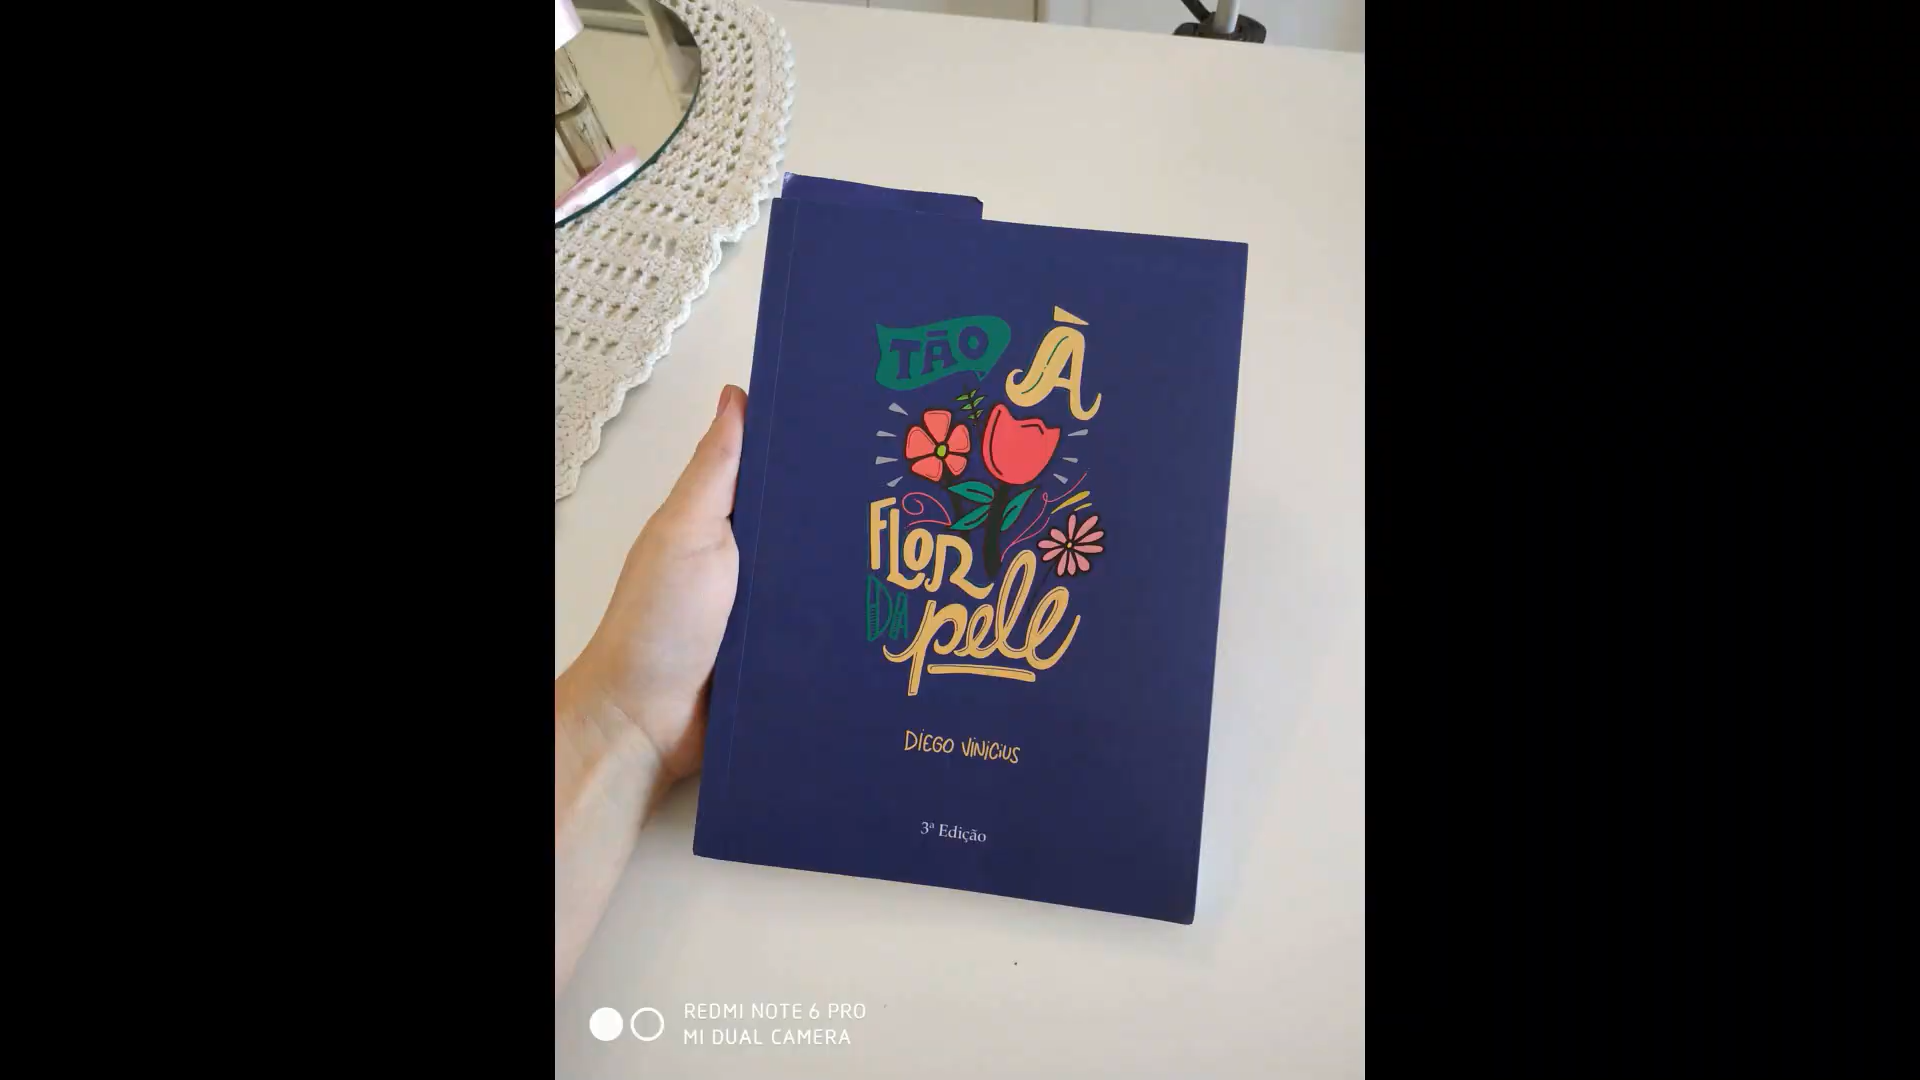 TÃO À
FLOR
DA pele
DIEGO VINICIUS
3ª Edição
REDMI NOTE 6 PRO
MI DUAL CAMERA